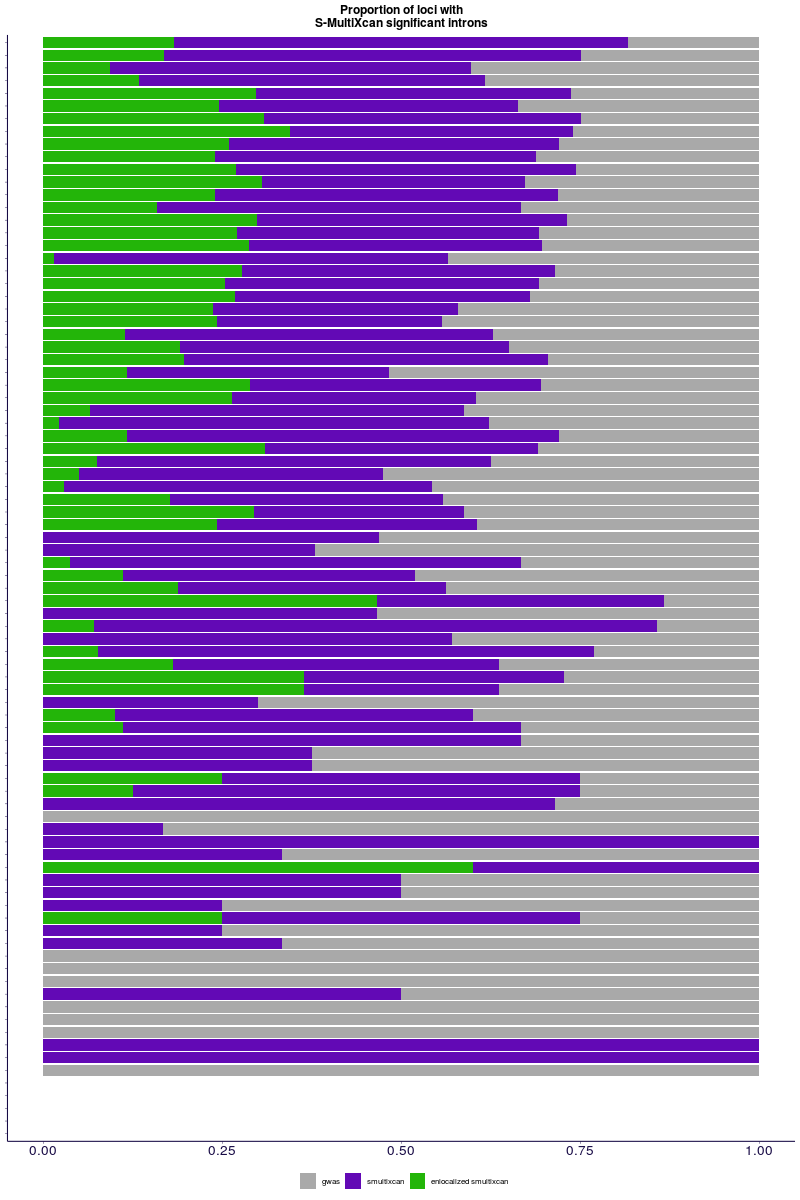 Proportion of loci with
S-MultiXcan significant introns
0.00 0.25 0.50 0.75 1.00
gwas smultixcan enlocalized smultixcan